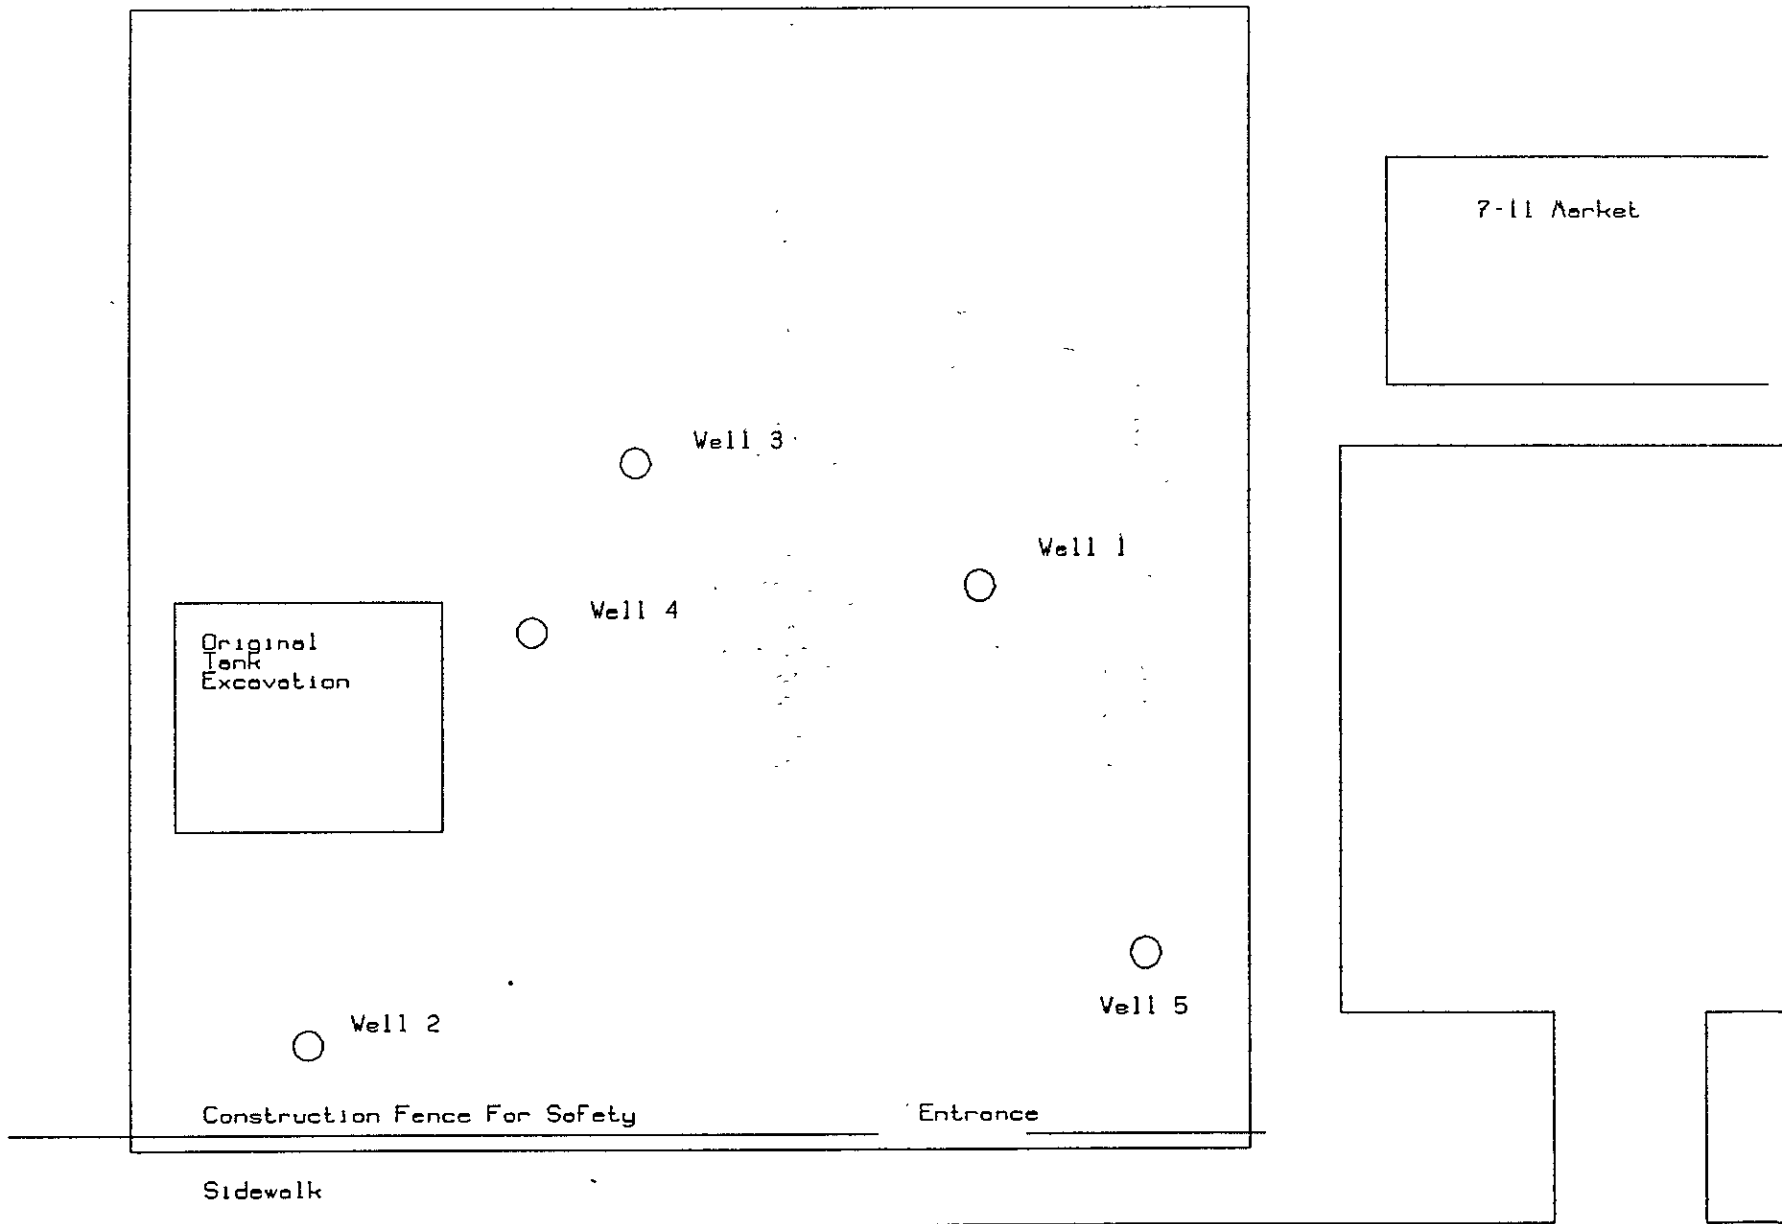 7-11 Market
Well 3
Well 1
Well 4
Original
Tank
Excavation
Well 5
Well 2
Construction Fence For Safety
Entrance
Sidewalk